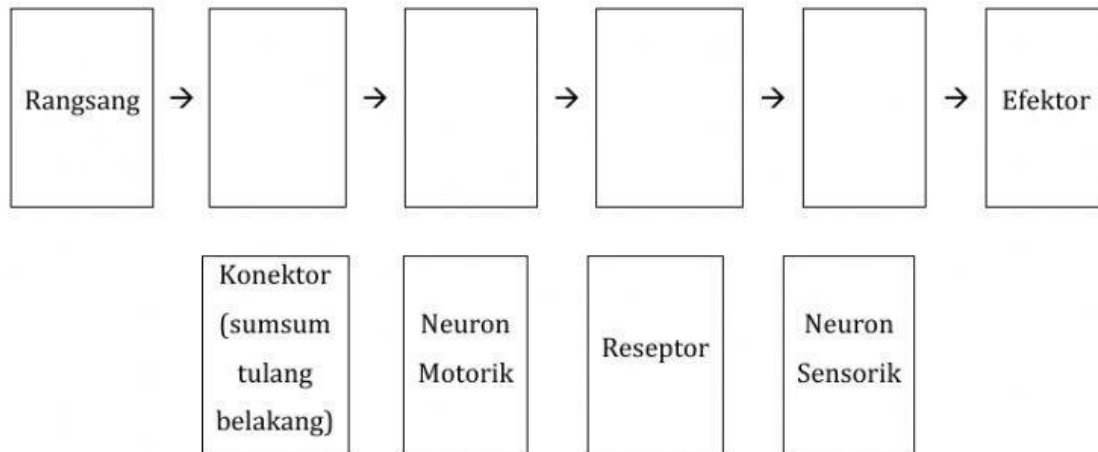 Rangsang → → → → → Efektor
Konektor
(sumsum
tulang
belakang)
Neuron
Motorik
Reseptor
Neuron
Sensorik